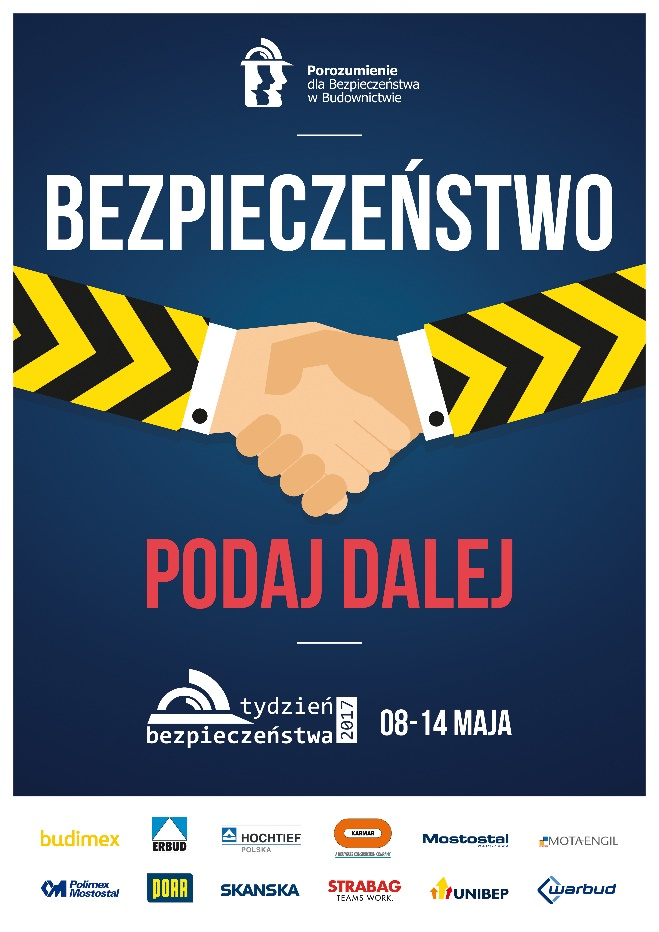 Porozumienie
dla Bezpieczeństwa
w Budownictwie
BEZPIECZEŃSTWO
PODAJ DALEJ
tydzień
bezpieczeństwa
2017
08-14 MAJA
budimex
ERBUD
HOCHTIEF
POLSKA
KARMAR
Mostostal
WARSZAWA
MOTA-ENGIL
Polimex
Mostostal
PORR
SKANSKA
STRABAG
TEAMS WORK.
UNIBEP
warbud